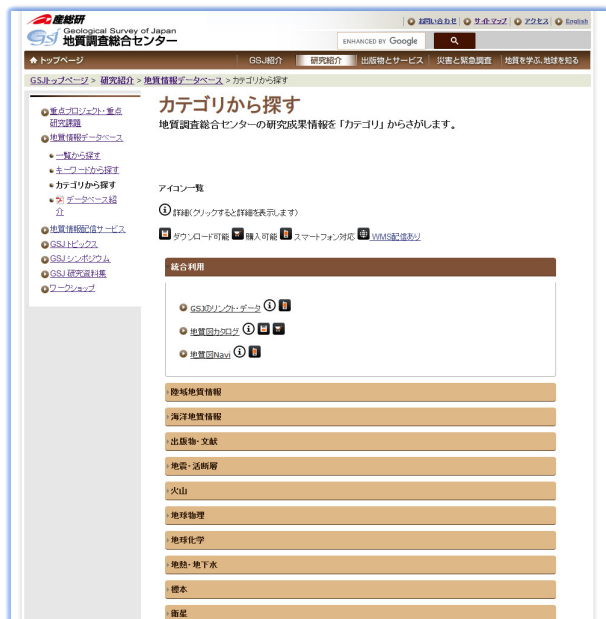 産総研
お問い合わせ サイトマップ アクセス English
Geological Survey of Japan
GSJ 地質調査総合センター
ENHANCED BY Google
トップページ GSJ紹介 研究紹介 出版物とサービス 災害と緊急調査 地質を学ぶ、地球を知る
GSJトップページ > 研究紹介 > 地質情報データベース > カテゴリから探す
重点プロジェクト・重点
研究課題
地質情報データベース
一覧から探す
キーワードから探す
カテゴリから探す
データベース紹
介
地質情報配信サービス
GSJトピックス
GSJシンポジウム
GSJ 研究資料集
ワークショップ
カテゴリから探す
地質調査総合センターの研究成果情報を「カテゴリ」からさがします。
アイコン一覧
詳細(クリックすると詳細を表示します)
ダウンロード可能 購入可能 スマートフォン対応 WMS配信あり
統合利用
GSJのリンクト・データ
地質図カタログ
地質図Navi
陸域地質情報
海洋地質情報
出版物・文献
地震・活断層
火山
地球物理
地球化学
地熱・地下水
標本
衛星